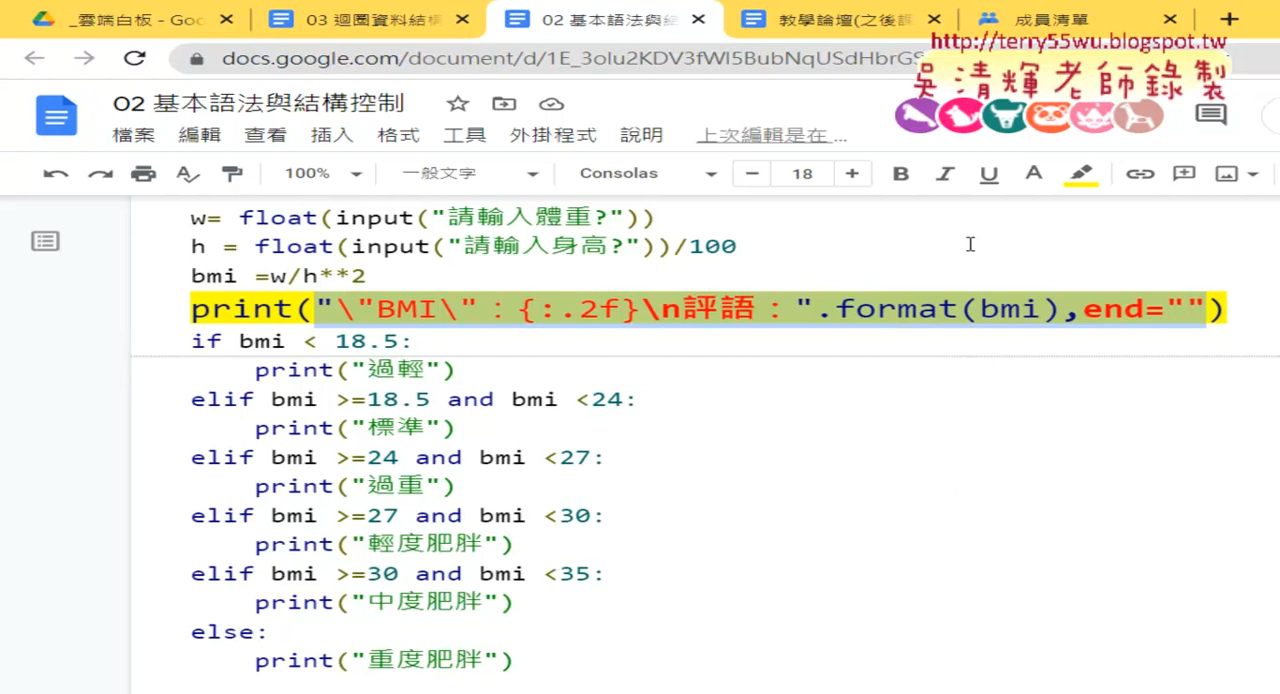 _雲端白板 - Goo
03 迴圈資料結構
02 基本語法與結
教學論壇(之後請
成員清單
http://terry55wu.blogspot.tw
docs.google.com/document/d/1E_3olu2KDV3fWl5BubNqUSdHbrGS
吳清輝老師錄製
02 基本語法與結構控制
檔案 編輯 查看 插入 格式 工具 外掛程式 說明 上次編輯是在 ...
100% 一般文字 Consolas - 18 + B I U A
w= float(input("請輸入體重?"))
h = float(input("請輸入身高?"))/100
bmi =w/h**2
print("\"BMI\"：{:.2f}\n評語：".format(bmi),end="")
if bmi < 18.5:
print("過輕")
elif bmi >=18.5 and bmi <24:
print("標準")
elif bmi >=24 and bmi <27:
print("過重")
elif bmi >=27 and bmi <30:
print("輕度肥胖")
elif bmi >=30 and bmi <35:
print("中度肥胖")
else:
print("重度肥胖")